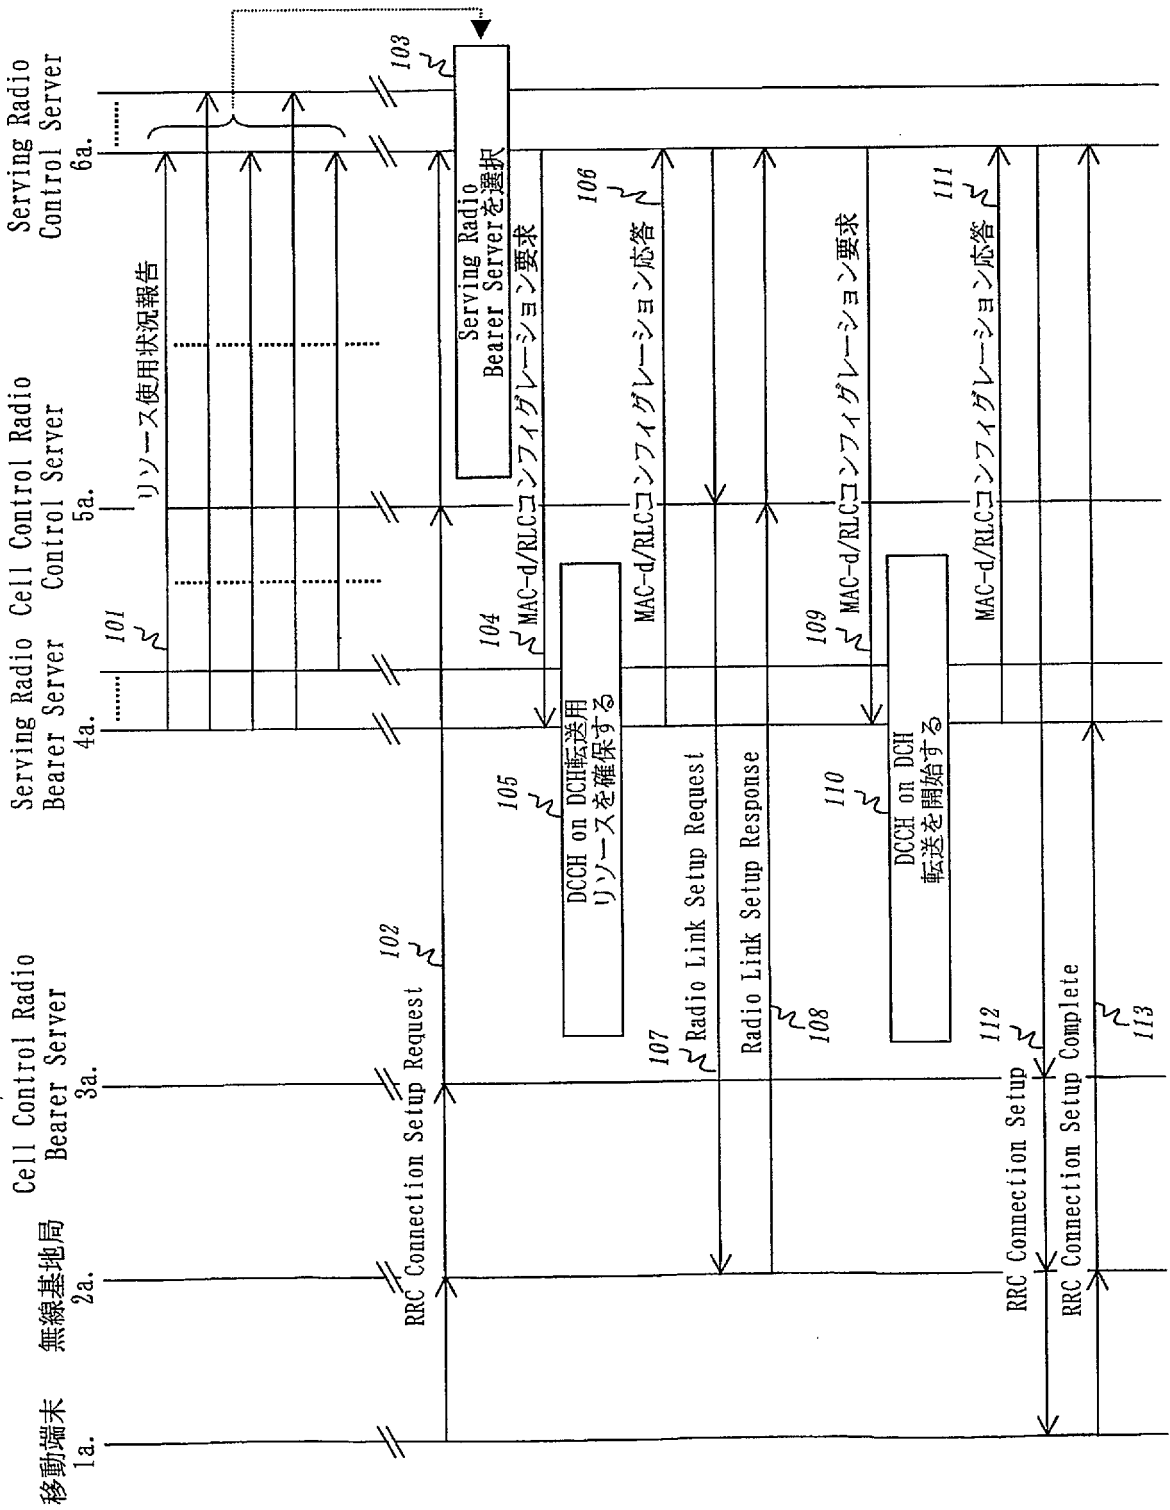 移動端末
1a.
無線基地局
2a.
Cell Control Radio
Bearer Server
3a.
Serving Radio
Bearer Server
4a.
Cell Control Radio
Control Server
5a.
Serving Radio
Control Server
6a.
101
リソース使用状況報告
RRC Connection Setup Request
102
103
Serving Radio
Bearer Serverを選択
104
MAC-d/RLCコンフィグレーション要求
105
DCCH on DCH転送用
リソースを確保する
MAC-d/RLCコンフィグレーション応答
106
107
Radio Link Setup Request
Radio Link Setup Response
108
109
MAC-d/RLCコンフィグレーション要求
110
DCCH on DCH
転送を開始する
MAC-d/RLCコンフィグレーション応答
111
RRC Connection Setup
112
RRC Connection Setup Complete
113